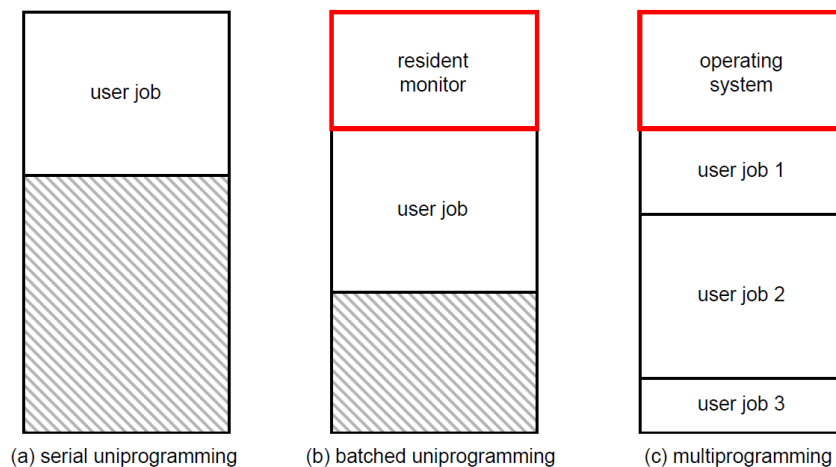 user job
(a) serial uniprogramming
resident
monitor
user job
(b) batched uniprogramming
operating
system
user job 1
user job 2
user job 3
(c) multiprogramming